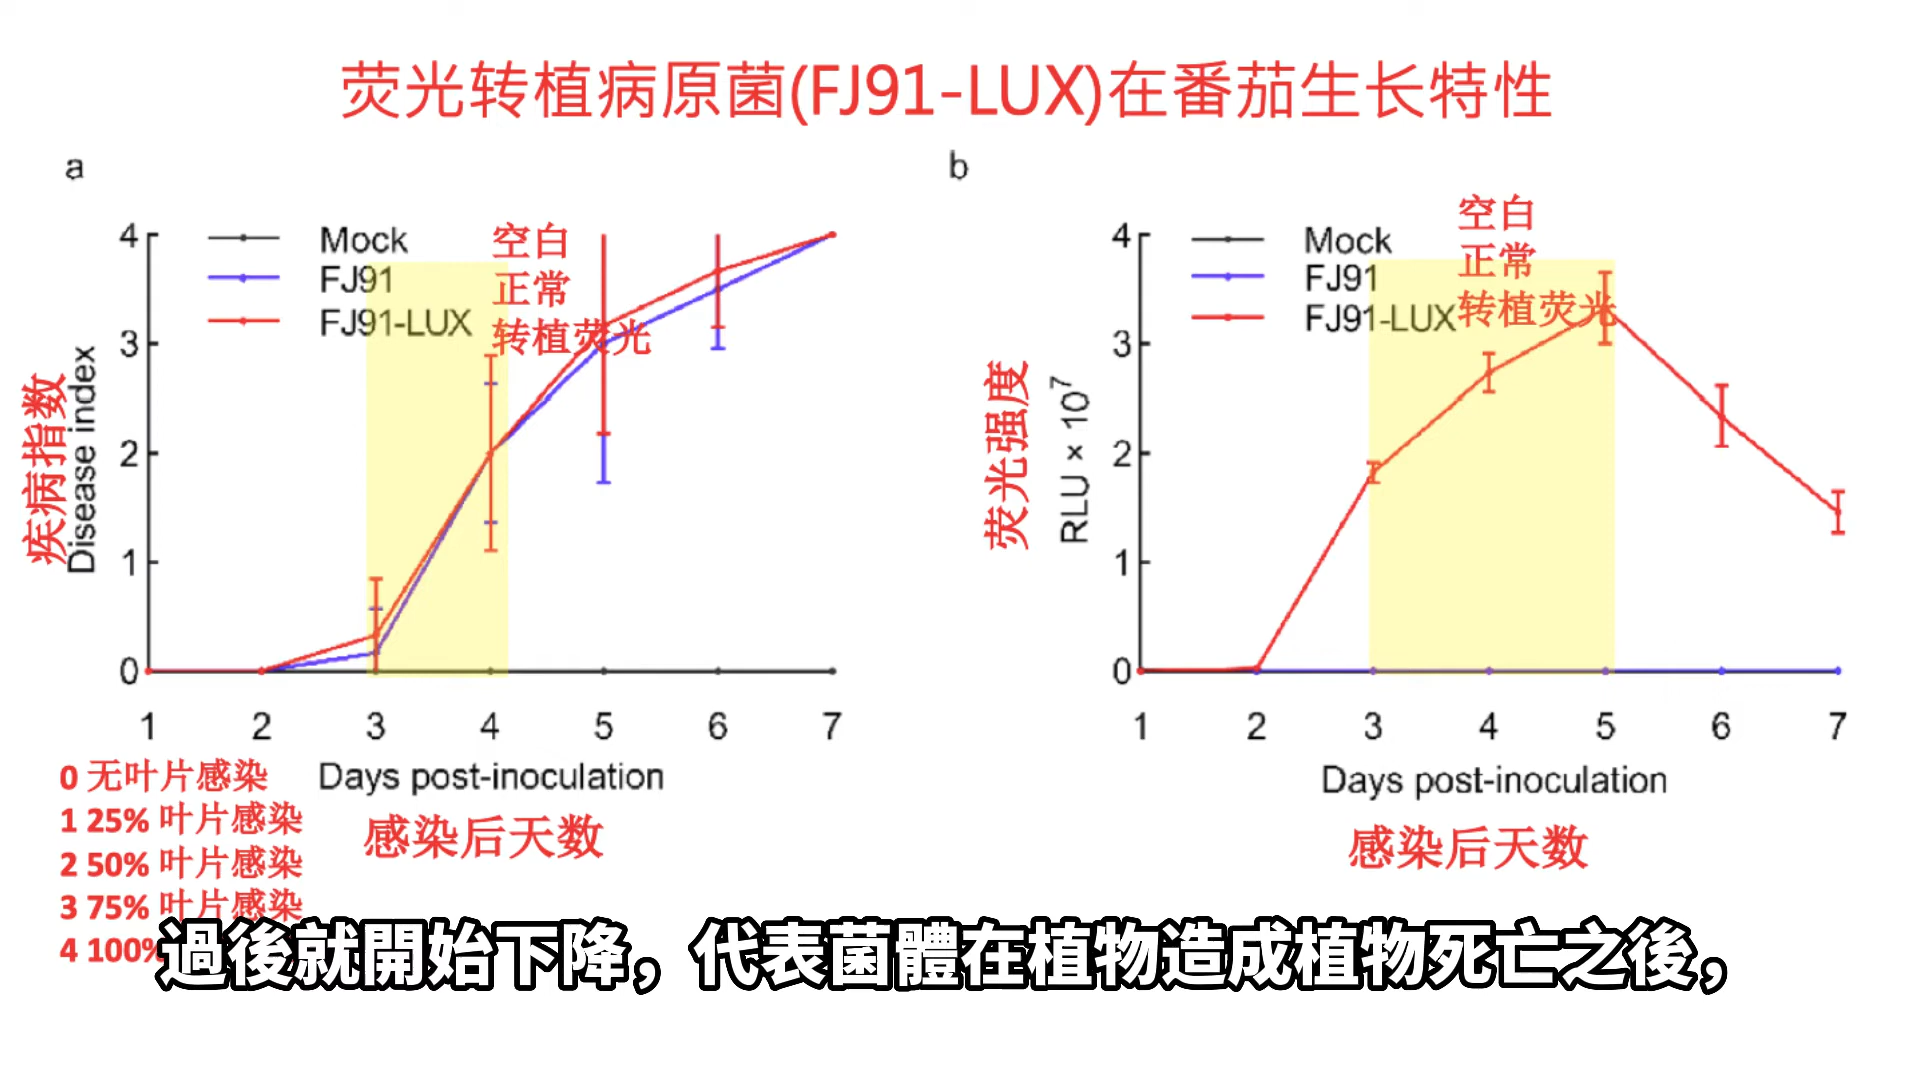 荧光转植病原菌(FJ91-LUX)在番茄生长特性
a
疾病指数
Disease index
4
3
2
1
0
Mock 空白
FJ91 正常
FJ91-LUX 转植荧光
1 2 3 4 5 6 7
Days post-inoculation
感染后天数
0 无叶片感染
1 25% 叶片感染
2 50% 叶片感染
3 75% 叶片感染
4 100%
b
荧光强度
RLU × 10⁷
4
3
2
1
0
Mock 空白
FJ91 正常
FJ91-LUX 转植荧光
1 2 3 4 5 6 7
Days post-inoculation
感染后天数
過後就開始下降，代表菌體在植物造成植物死亡之後，